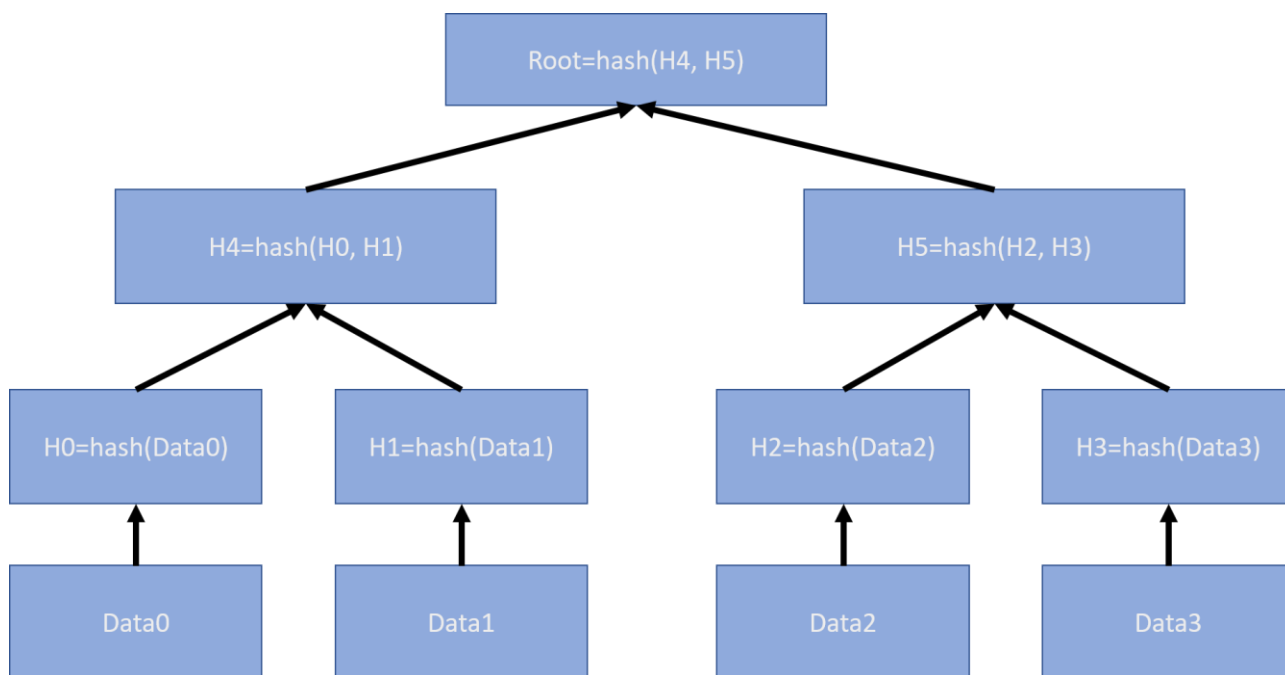 Root=hash(H4, H5)
H4=hash(H0, H1)
H5=hash(H2, H3)
H0=hash(Data0)
H1=hash(Data1)
H2=hash(Data2)
H3=hash(Data3)
Data0
Data1
Data2
Data3